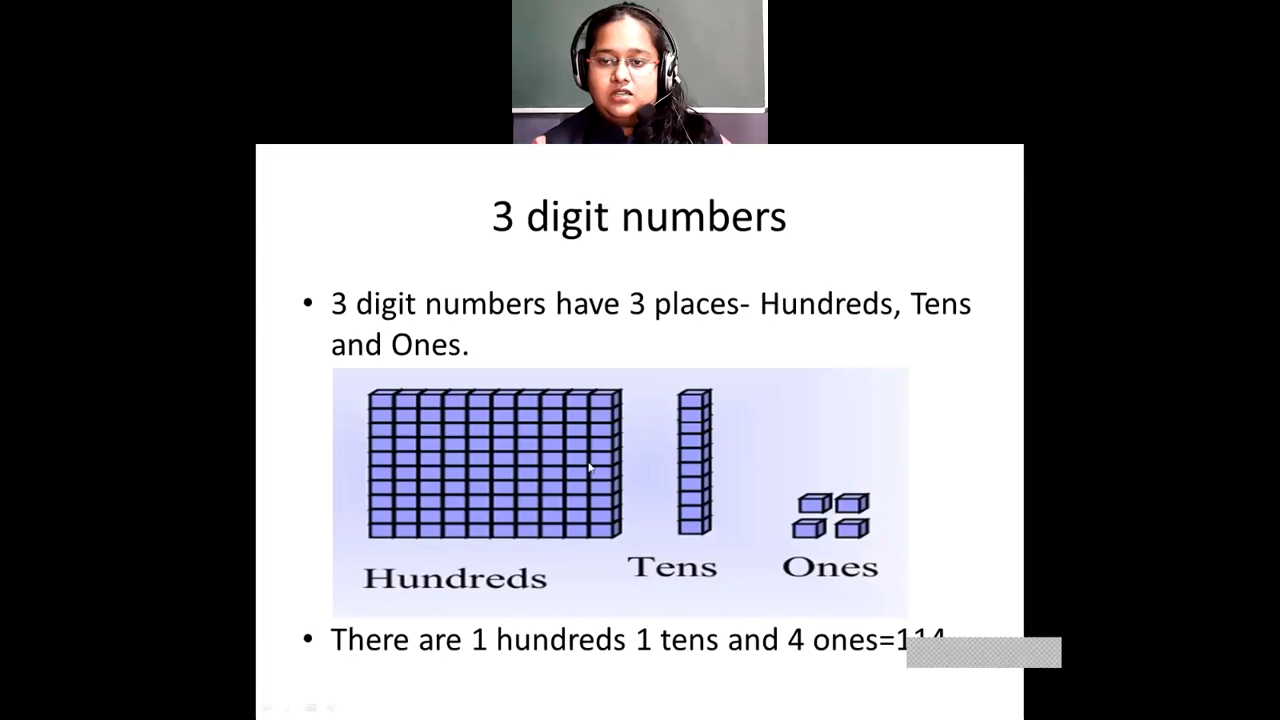 3 digit numbers
• 3 digit numbers have 3 places- Hundreds, Tens
and Ones.
Hundreds
Tens
Ones
• There are 1 hundreds 1 tens and 4 ones=114